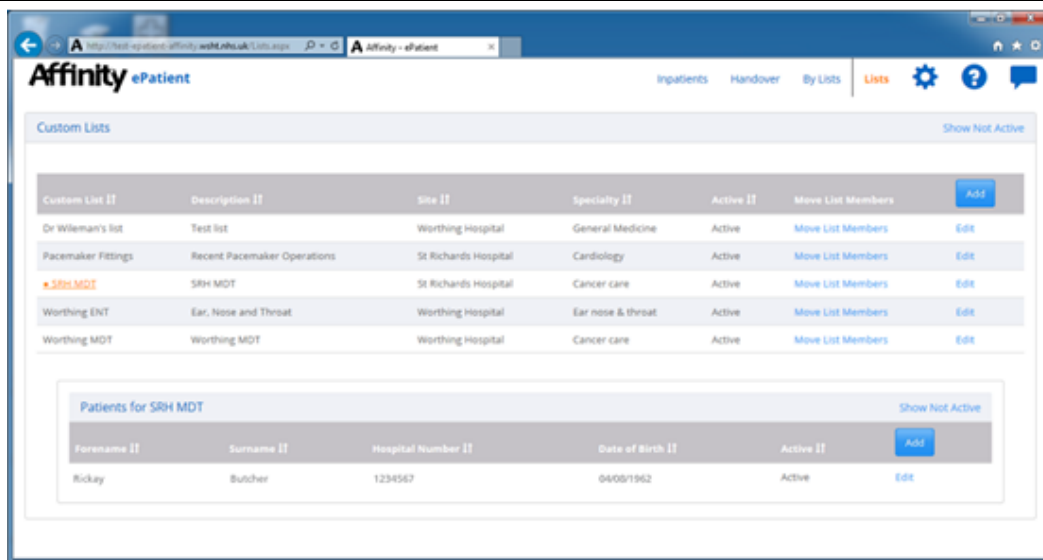 http://test-epatient-affinity.wsht.nhs.uk/Lists.aspx
Affinity - ePatient
Affinity ePatient
Inpatients Handover By Lists Lists
Custom Lists Show Not Active
Custom List Description Site Specialty Active Move List Members Add
Dr Wileman's list Test list Worthing Hospital General Medicine Active Move List Members Edit
Pacemaker Fittings Recent Pacemaker Operations St Richards Hospital Cardiology Active Move List Members Edit
SRH MDT SRH MDT St Richards Hospital Cancer care Active Move List Members Edit
Worthing ENT Ear, Nose and Throat Worthing Hospital Ear nose & throat Active Move List Members Edit
Worthing MDT Worthing MDT Worthing Hospital Cancer care Active Move List Members Edit
Patients for SRH MDT Show Not Active
Forename Surname Hospital Number Date of Birth Active Add
Rickay Butcher 1234567 04/08/1962 Active Edit